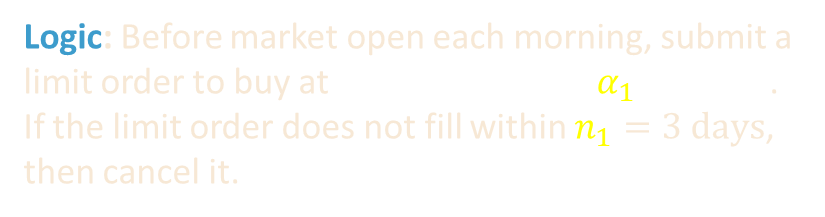 Logic: Before market open each morning, submit a
limit order to buy at α₁ .
If the limit order does not fill within n₁ = 3 days,
then cancel it.